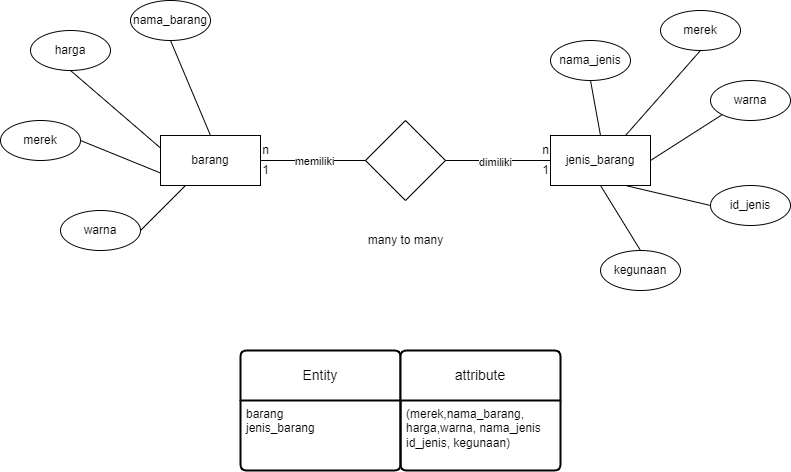 nama_barang
harga
merek
warna
barang
n
1
memiliki
dimiliki
n
1
jenis_barang
nama_jenis
merek
warna
id_jenis
kegunaan
many to many
Entity
attribute
barang
jenis_barang
(merek,nama_barang,
harga,warna, nama_jenis
id_jenis, kegunaan)